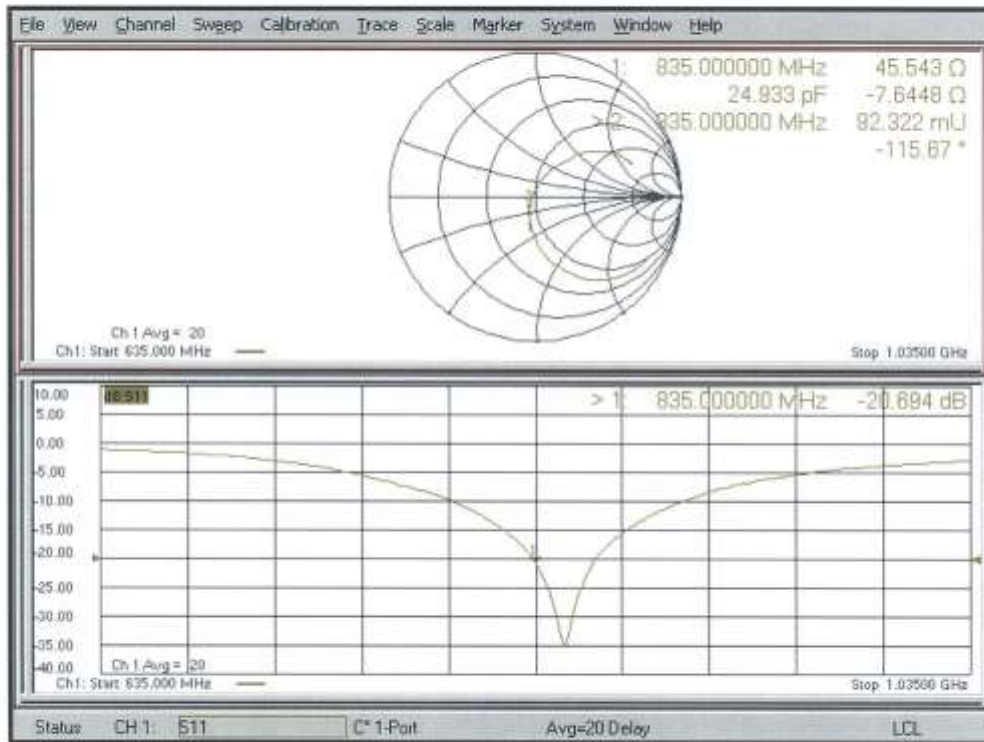 File View Channel Sweep Calibration Trace Scale Marker System Window Help
1: 835.000000 MHz 45.543 Ω
24.933 pF -7.6448 Ω
> 2: 835.000000 MHz 92.322 mU
-115.67 °
Ch 1 Avg = 20
Ch1: Start 635.000 MHz
Stop 1.03500 GHz
10.00
dB S11
> 1: 835.000000 MHz -20.694 dB
5.00
0.00
-5.00
-10.00
-15.00
-20.00
-25.00
-30.00
-35.00
-40.00
Ch 1 Avg = 20
Ch1: Start 635.000 MHz
Stop 1.03500 GHz
Status CH 1: S11 C* 1-Port Avg=20 Delay LCL